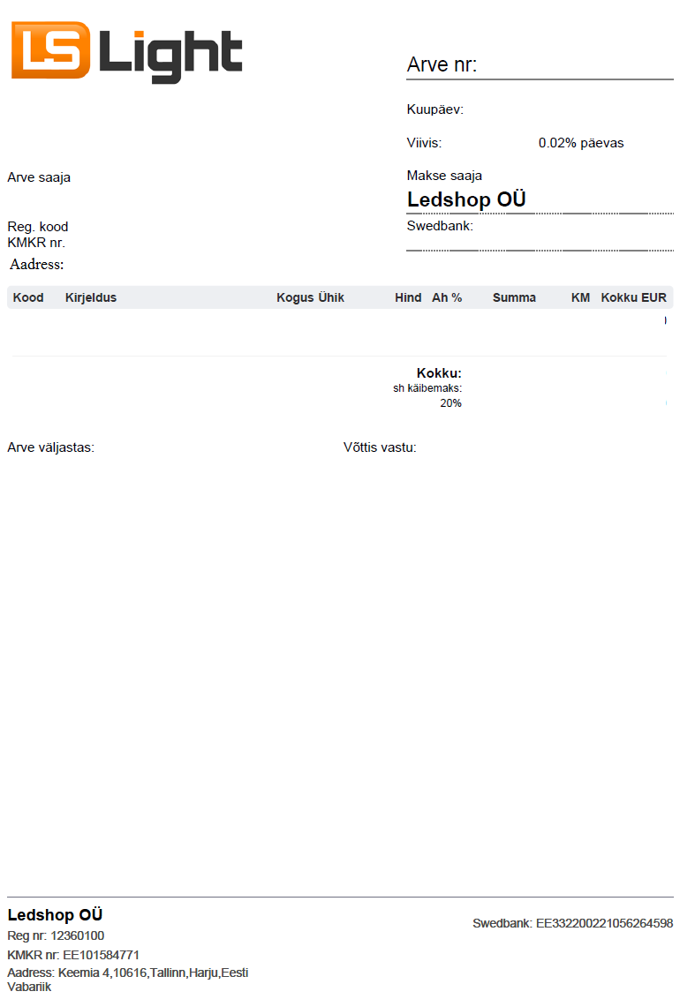 LS Light
Arve nr:
Kuupäev:
Viivis: 0.02% päevas
Arve saaja
Makse saaja
Ledshop OÜ
Reg. kood
Swedbank:
KMKR nr.
Aadress:
Kood Kirjeldus Kogus Ühik Hind Ah % Summa KM Kokku EUR
Kokku:
sh käibemaks:
20%
Arve väljastas: Võttis vastu:
Ledshop OÜ
Reg nr: 12360100
Swedbank: EE332200221056264598
KMKR nr: EE101584771
Aadress: Keemia 4,10616,Tallinn,Harju,Eesti
Vabariik